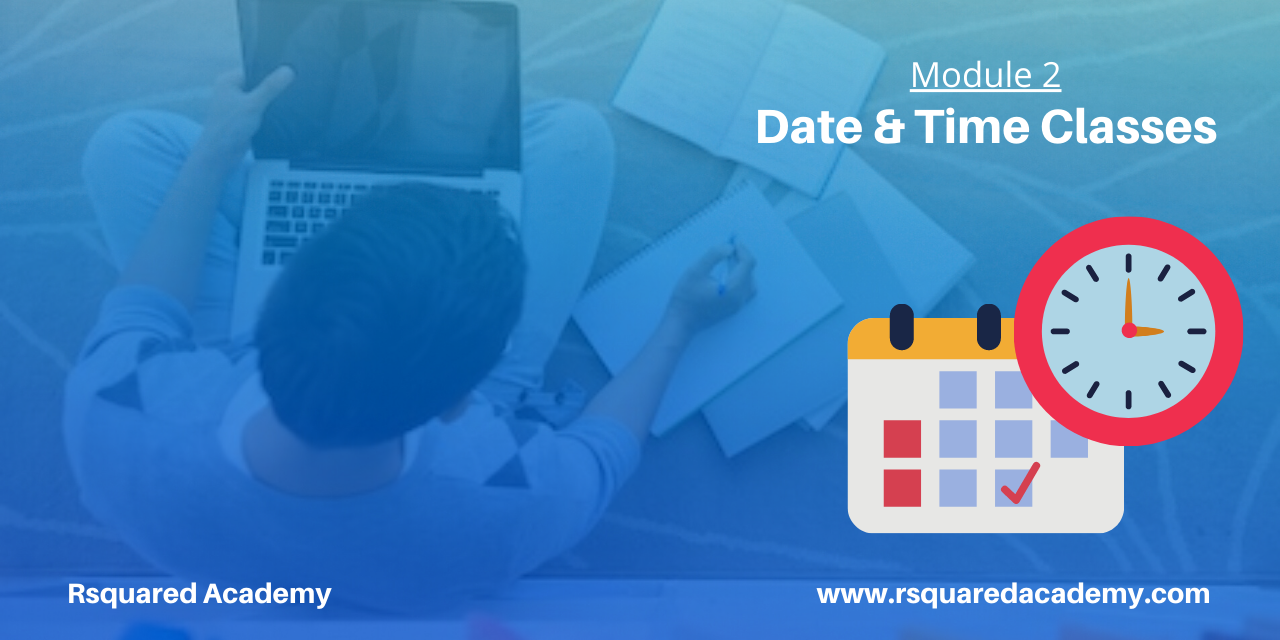 Module 2
Date & Time Classes
Rsquared Academy
www.rsquaredacademy.com